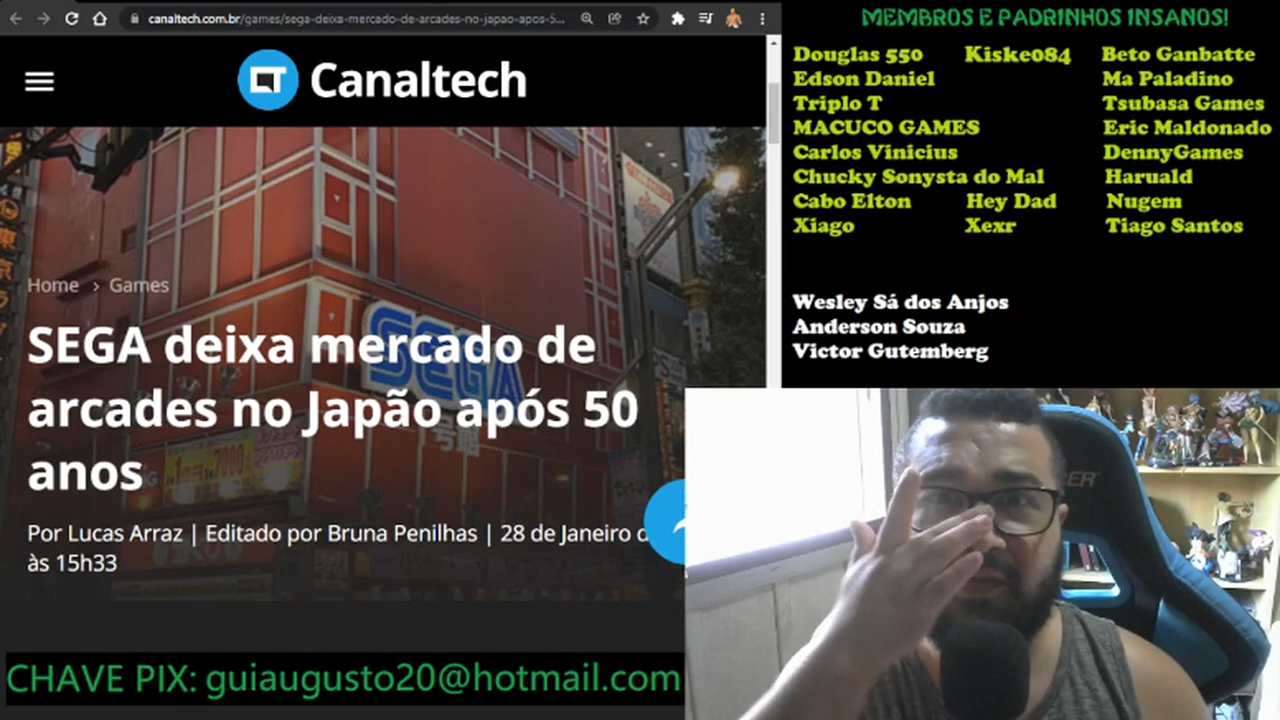 canaltech.com.br/games/sega-deixa-mercado-de-arcades-no-japao-apos-5...
Canaltech
Home > Games
SEGA
SEGA deixa mercado de
arcades no Japão após 50
anos
Por Lucas Arraz | Editado por Bruna Penilhas | 28 de Janeiro d
às 15h33
CHAVE PIX: guiaugusto20@hotmail.com
MEMBROS E PADRINHOS INSANOS!
Douglas 550 Kiske084 Beto Ganbatte
Edson Daniel Ma Paladino
Triplo T Tsubasa Games
MACUCO GAMES Eric Maldonado
Carlos Vinicius DennyGames
Chucky Sonysta do Mal Haruald
Cabo Elton Hey Dad Nugem
Xiago Xexr Tiago Santos
Wesley Sá dos Anjos
Anderson Souza
Victor Gutemberg